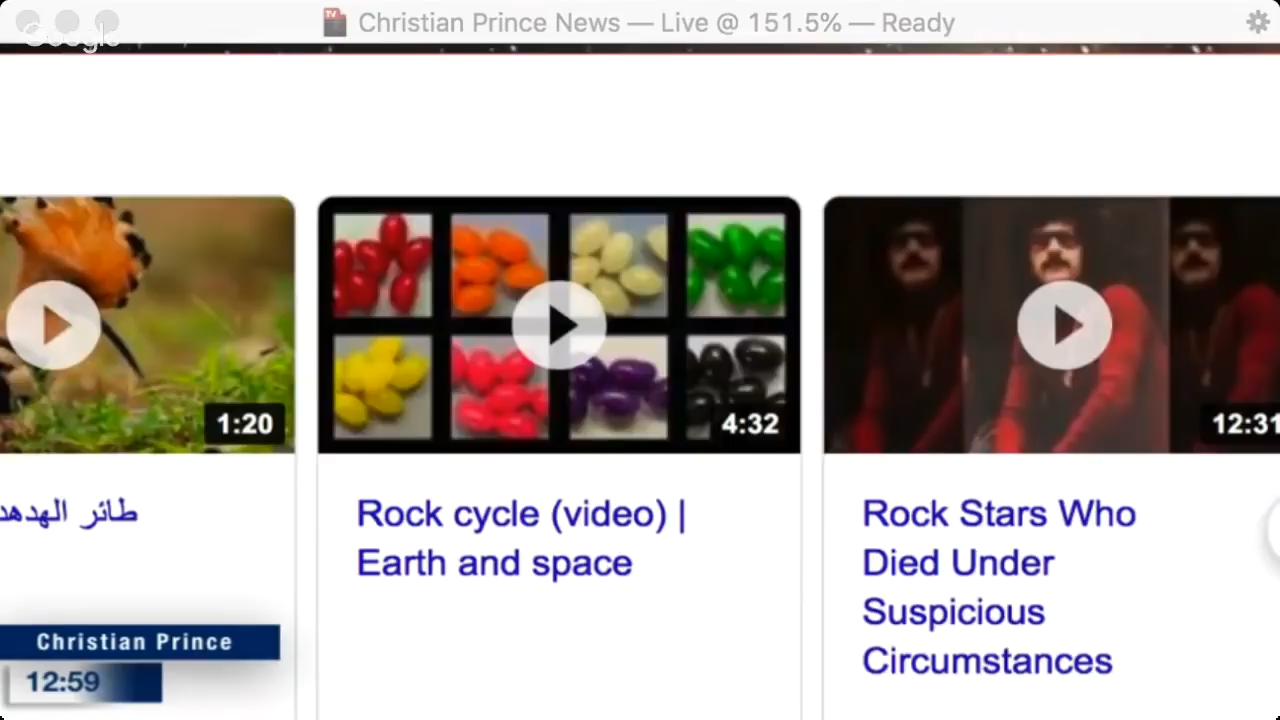 Christian Prince News — Live @ 151.5% — Ready
Google
1:20
4:32
12:31
طائر الهدهد
Rock cycle (video) |
Earth and space
Rock Stars Who
Died Under
Suspicious
Circumstances
Christian Prince
12:59